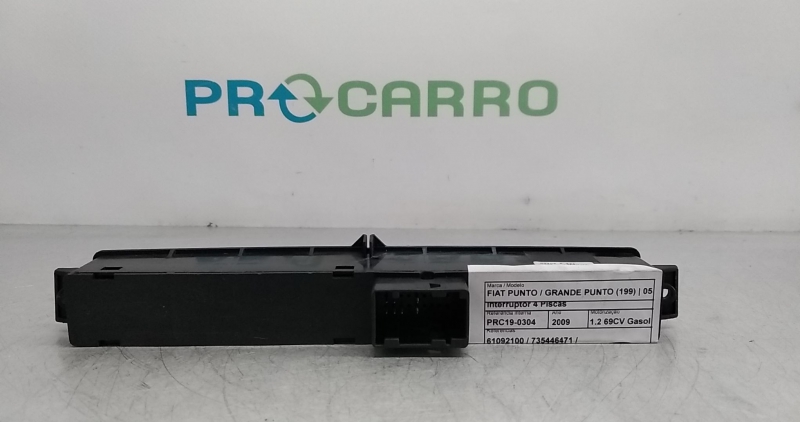 PROCARRO
Marca / Modelo
FIAT PUNTO / GRANDE PUNTO (199) | 05
Interruptor 4 Piscas
Referência Interna Ano Motorização
PRC19-0304 2009 1.2 69CV Gasol
61092100 / 735446471 /